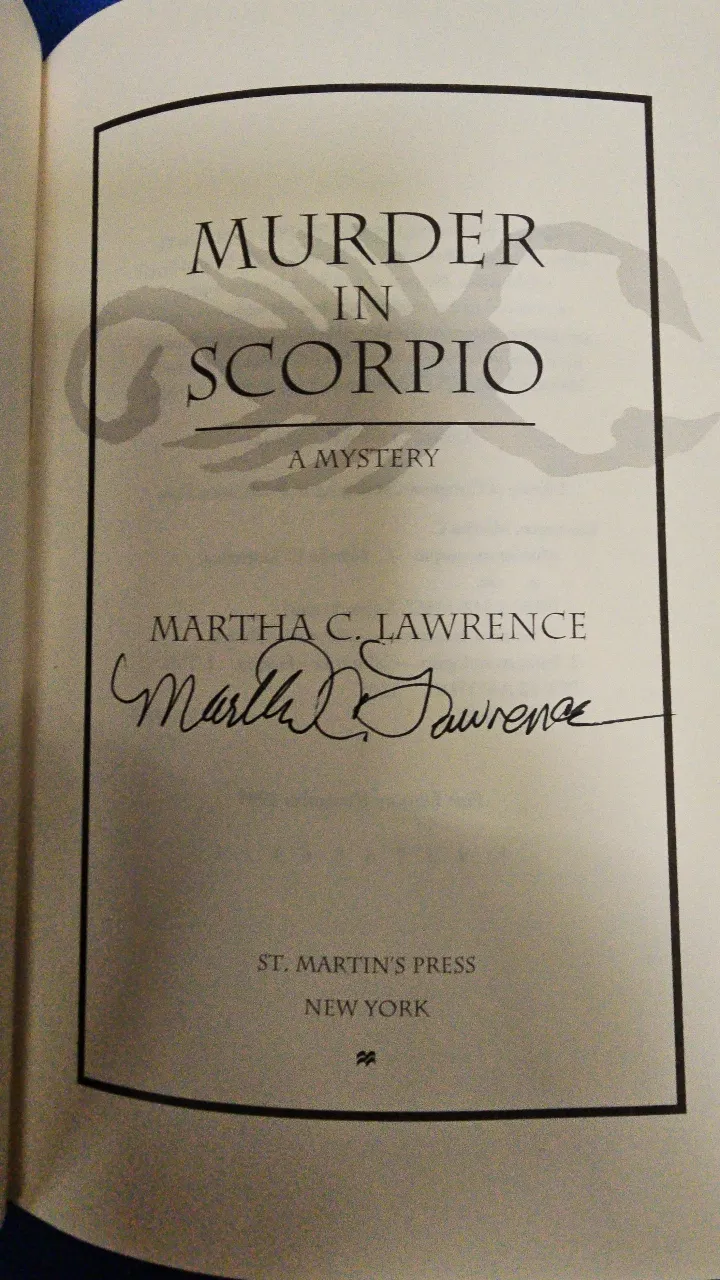 MURDER
IN
SCORPIO
A MYSTERY
MARTHA C. LAWRENCE
Martha C. Lawrence
ST. MARTIN'S PRESS
NEW YORK